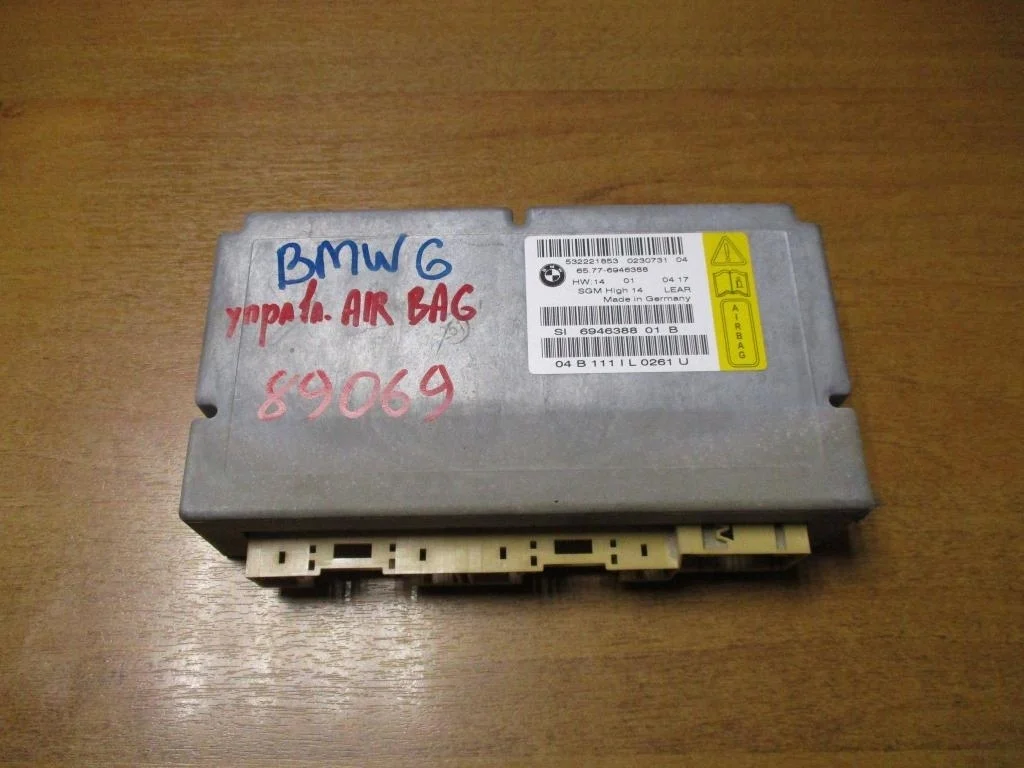 BMW 6
управл. AIR BAG
89069
532221853 0230731 04
65.77-6946388
HW:14 01 04 17
SGM High 14 LEAR
Made in Germany
SI 6946388 01 B
04 B 111 I L 0261 U
AIRBAG